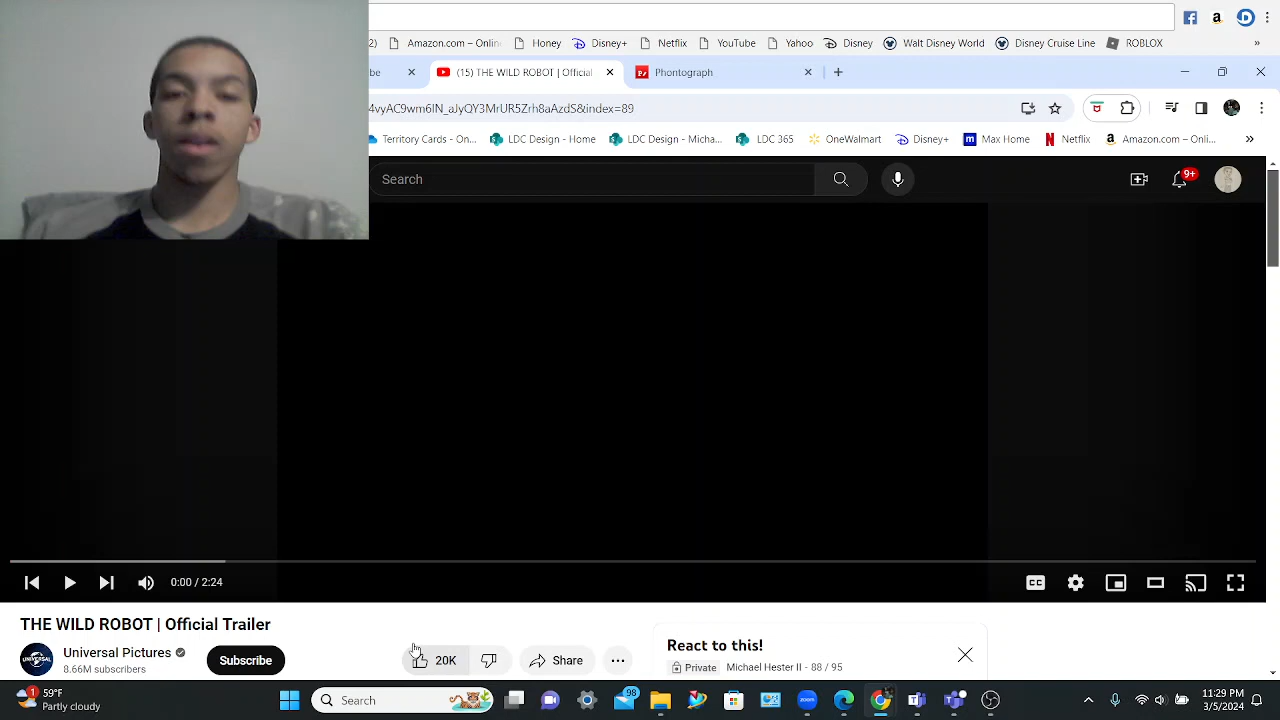 2) Amazon.com – Onlin Honey Disney+ Netflix YouTube Yahoo Disney Walt Disney World Disney Cruise Line ROBLOX »
be (15) THE WILD ROBOT | Official Phontograph
4vyAC9wm6IN_aJyQY3MrUR5Zrh8aAzdS&index=89
Territory Cards - On... LDC Design - Home LDC Design - Micha... LDC 365 OneWalmart Disney+ Max Home Netflix Amazon.com – Onli... »
Search 9+
0:00 / 2:24 CC
THE WILD ROBOT | Official Trailer
Universal Pictures
8.66M subscribers
Subscribe
20K
Share
React to this!
Private Michael Hester II - 88 / 95
1 59°F
Partly cloudy
Search
98
zoom
11:29 PM
3/5/2024